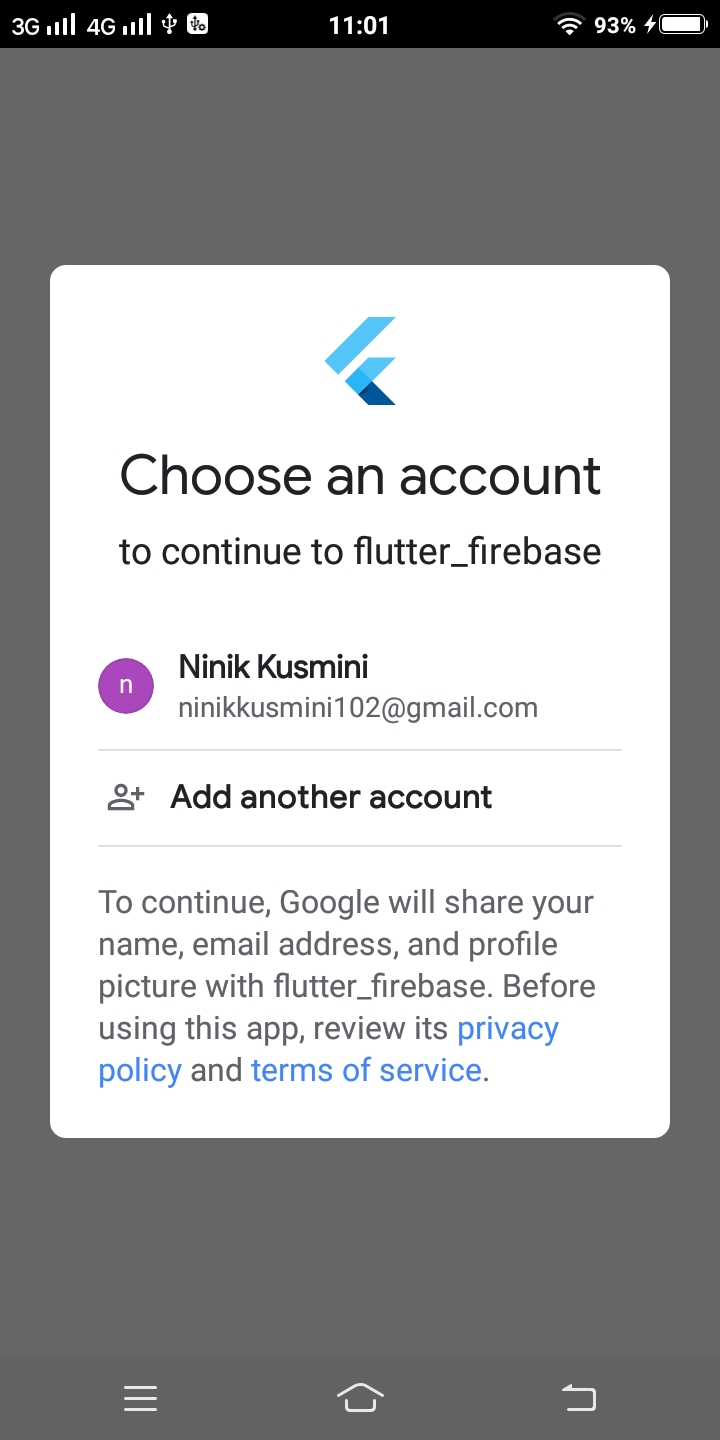 3G 4G 11:01 93%
Choose an account
to continue to flutter_firebase
n
Ninik Kusmini
ninikkusmini102@gmail.com
Add another account
To continue, Google will share your
name, email address, and profile
picture with flutter_firebase. Before
using this app, review its privacy
policy and terms of service.